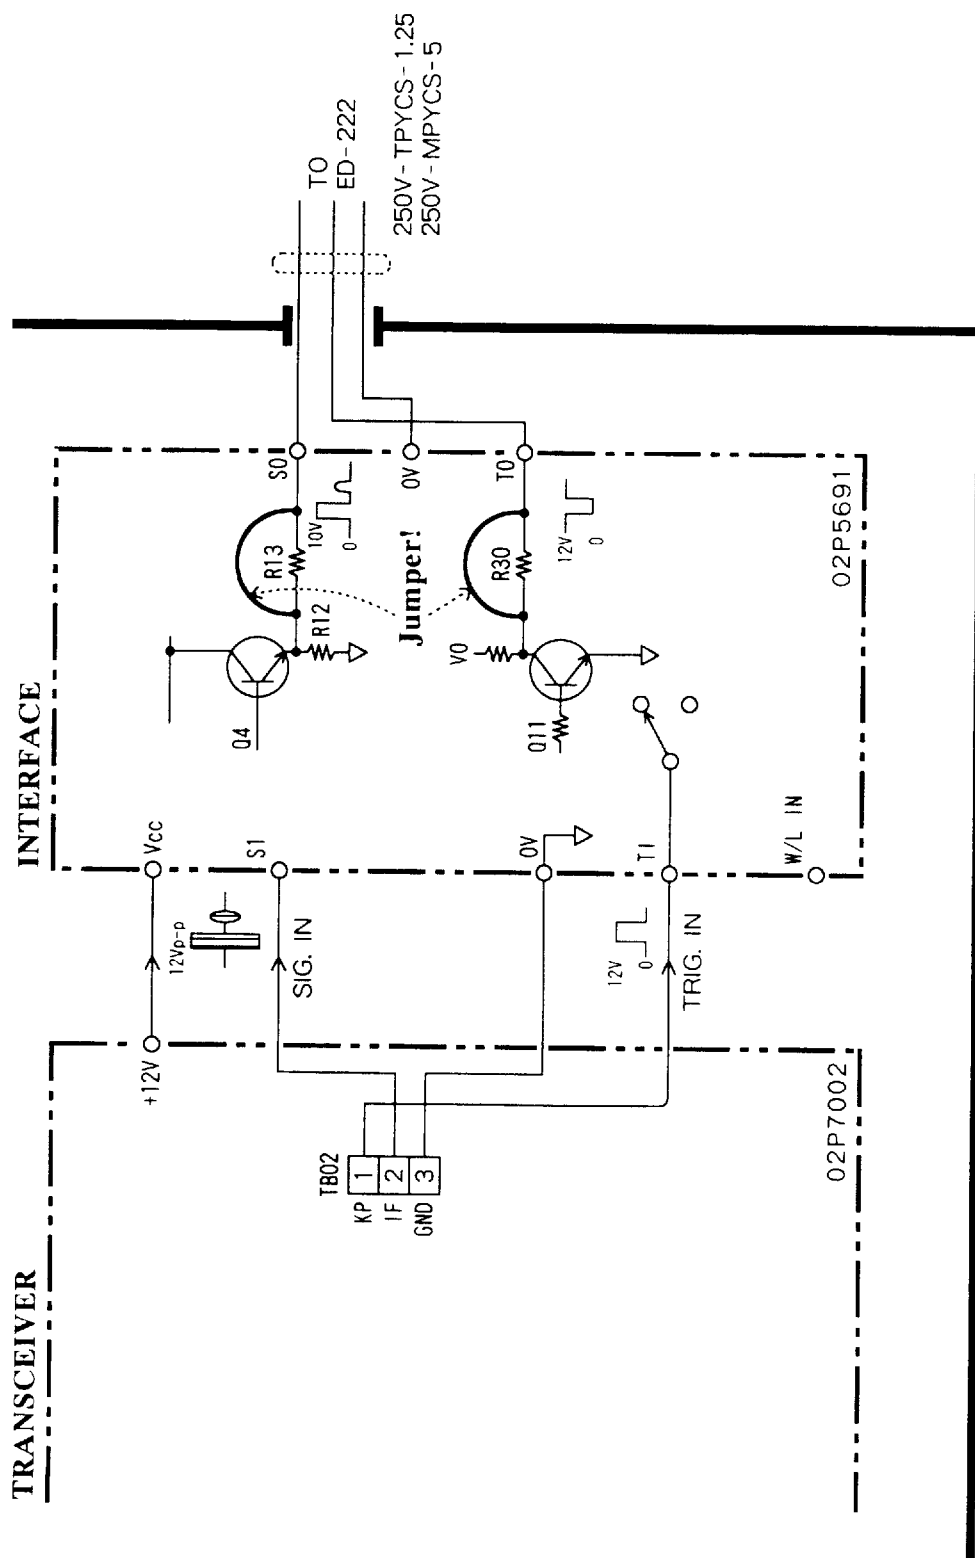 TRANSCEIVER
INTERFACE
+12V
Vcc
12Vp-p
S1
SIG. IN
TB02
KP 1
IF 2
GND 3
0V
12V
0
TI
TRIG. IN
W/L IN
02P7002
Q4
R12
R13
10V
0
S0
Jumper!
0V
V0
Q11
R30
12V
0
T0
02P5691
TO
ED-222
250V-TPYCS-1.25
250V-MPYCS-5